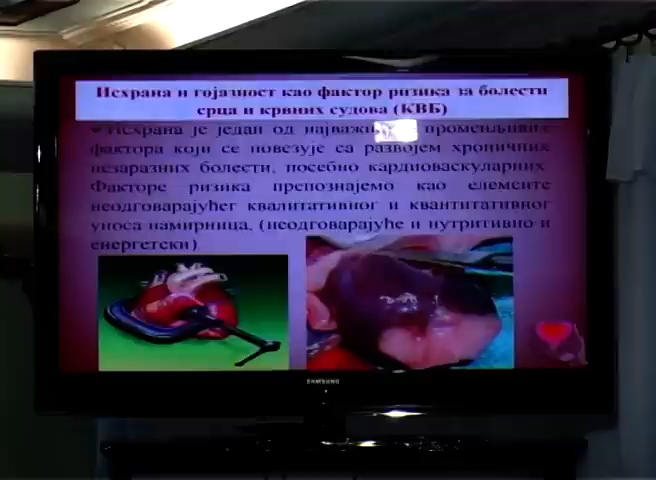 Исхрана и гојазност као фактор ризика за болести
срца и крвних судова (КВБ)
Исхрана је један од променљивих
фактора који се повезује са развојем хроничних
незаразних болести, посебно кардиоваскуларних.
Факторе ризика препознајемо као елементе
неодговарајућег квалитативног и квантитативног
уноса намирница, (неодговарајуће и нутритивно и
енергетски)
SAMSUNG